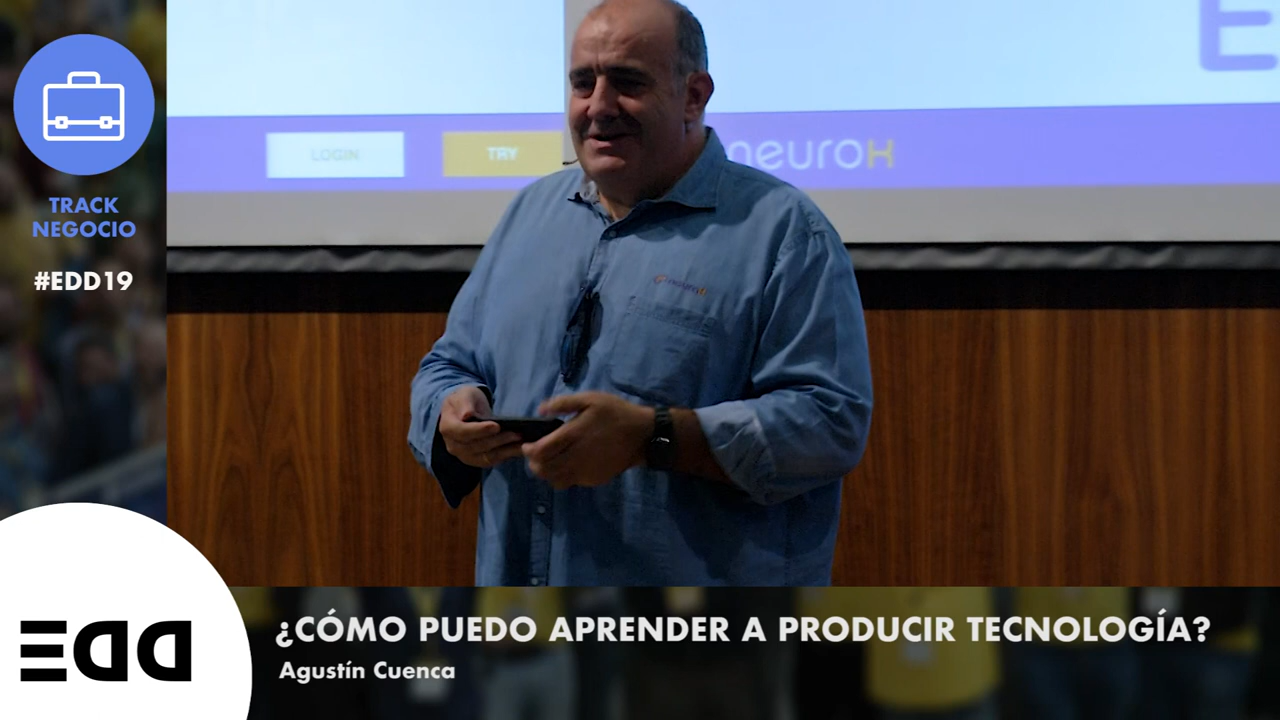 TRACK
NEGOCIO
#EDD19
E
LOGIN
TRY
neuroK
EDD
¿CÓMO PUEDO APRENDER A PRODUCIR TECNOLOGÍA?
Agustín Cuenca